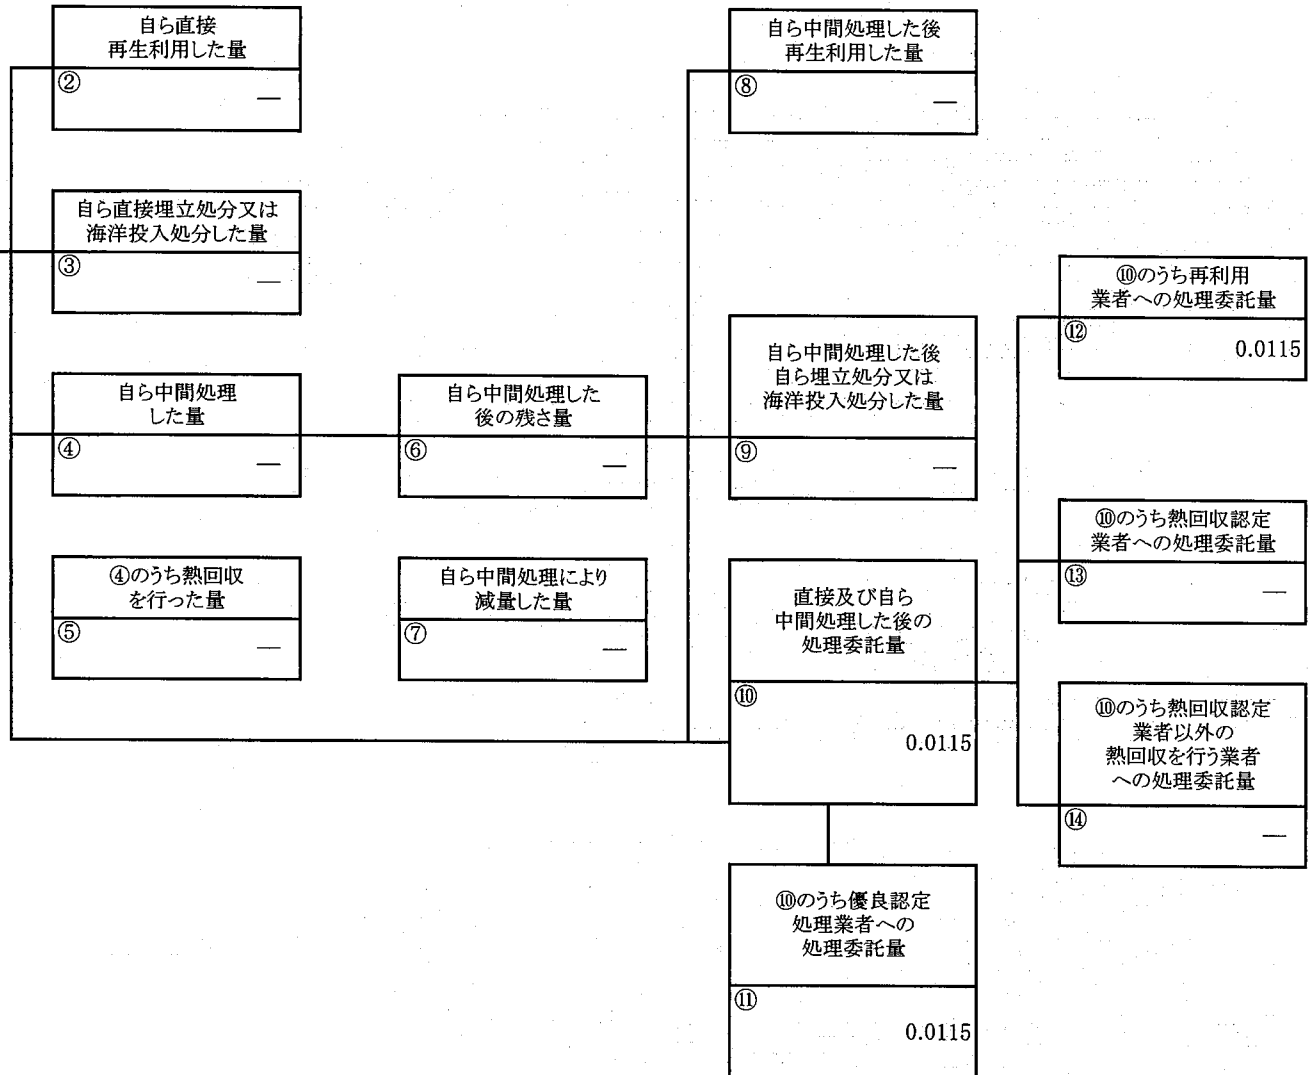 自ら直接
再生利用した量
②
―
自ら直接埋立処分又は
海洋投入処分した量
③
―
自ら中間処理
した量
④
―
④のうち熱回収
を行った量
⑤
―
自ら中間処理した
後の残さ量
⑥
―
自ら中間処理により
減量した量
⑦
―
自ら中間処理した後
再生利用した量
⑧
―
自ら中間処理した後
自ら埋立処分又は
海洋投入処分した量
⑨
―
直接及び自ら
中間処理した後の
処理委託量
⑩
0.0115
⑩のうち優良認定
処理業者への
処理委託量
⑪
0.0115
⑩のうち再利用
業者への処理委託量
⑫
0.0115
⑩のうち熱回収認定
業者への処理委託量
⑬
―
⑩のうち熱回収認定
業者以外の
熱回収を行う業者
への処理委託量
⑭
―